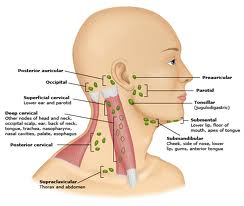 Posterior auricular
Occipital
Superficial cervical
Lower ear and parotid
Deep cervical
Other nodes of head and neck,
occipital scalp, ear, back of neck,
tongue, trachea, nasopharynx,
nasal cavities, palate, esophagus
Posterior cervical
Supraclavicular
Thorax and abdomen
Preauricular
Parotid
Tonsillar
(jugulodigastric)
Submental
Lower lip, floor of
mouth, apex of tongue
Submandibular
Cheek, side of nose, lower
lip, gums, anterior tongue